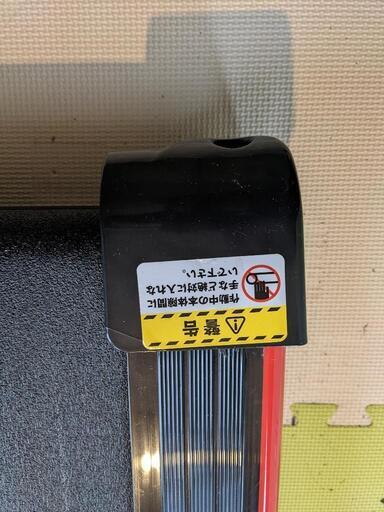 警告
作動中の本体隙間に
手など絶対に入れな
いで下さい。